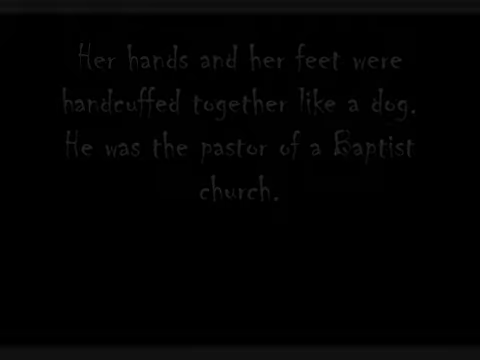 Her hands and her feet were
handcuffed together like a dog.
He was the pastor of a Baptist
church.